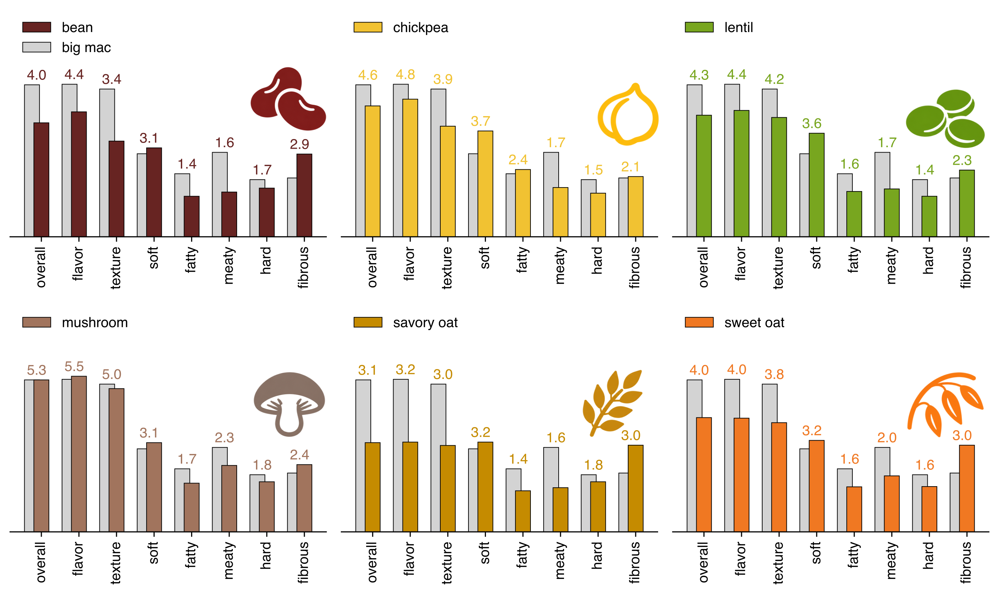 bean
big mac
4.0 4.4 3.4 3.1 1.4 1.6 1.7 2.9
overall flavor texture soft fatty meaty hard fibrous
chickpea
4.6 4.8 3.9 3.7 2.4 1.7 1.5 2.1
overall flavor texture soft fatty meaty hard fibrous
lentil
4.3 4.4 4.2 3.6 1.6 1.7 1.4 2.3
overall flavor texture soft fatty meaty hard fibrous
mushroom
5.3 5.5 5.0 3.1 1.7 2.3 1.8 2.4
overall flavor texture soft fatty meaty hard fibrous
savory oat
3.1 3.2 3.0 3.2 1.4 1.6 1.8 3.0
overall flavor texture soft fatty meaty hard fibrous
sweet oat
4.0 4.0 3.8 3.2 1.6 2.0 1.6 3.0
overall flavor texture soft fatty meaty hard fibrous